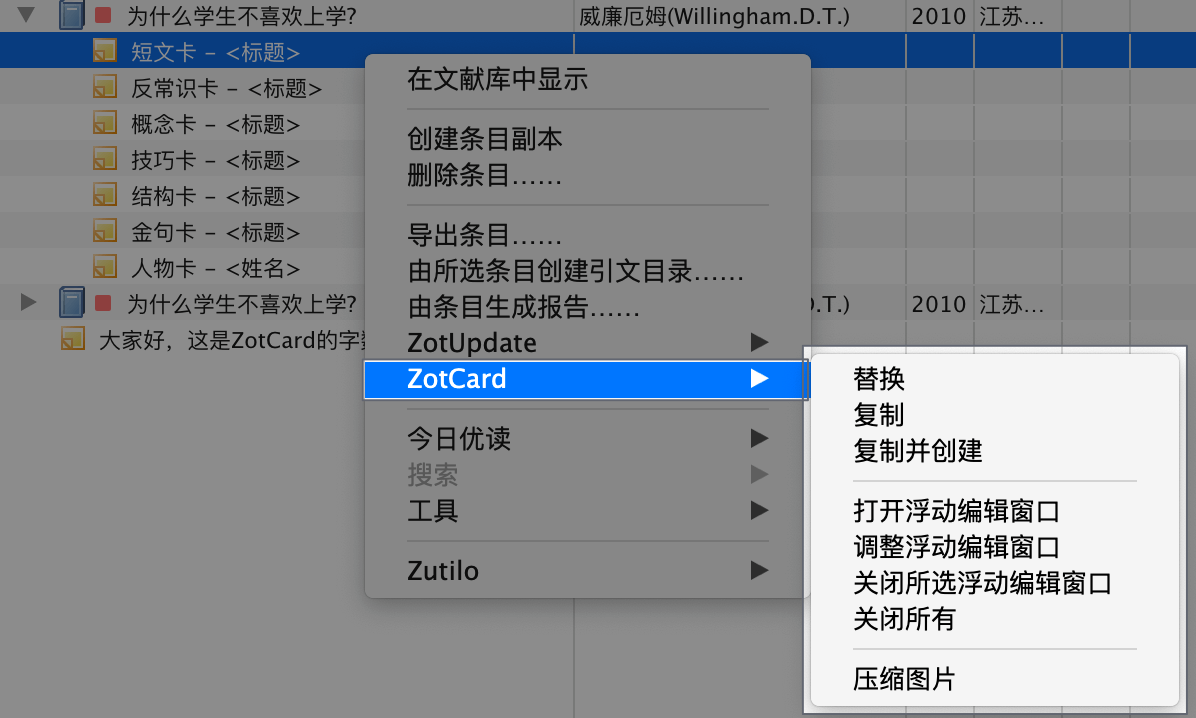 为什么学生不喜欢上学? 威廉厄姆(Willingham.D.T.) 2010 江苏…
短文卡 – <标题>
反常识卡 – <标题>
概念卡 – <标题>
技巧卡 – <标题>
结构卡 – <标题>
金句卡 – <标题>
人物卡 – <姓名>
为什么学生不喜欢上学? .T.) 2010 江苏…
大家好，这是ZotCard的字
在文献库中显示
创建条目副本
删除条目……
导出条目……
由所选条目创建引文目录……
由条目生成报告……
ZotUpdate
ZotCard
今日优读
搜索
工具
Zutilo
替换
复制
复制并创建
打开浮动编辑窗口
调整浮动编辑窗口
关闭所选浮动编辑窗口
关闭所有
压缩图片